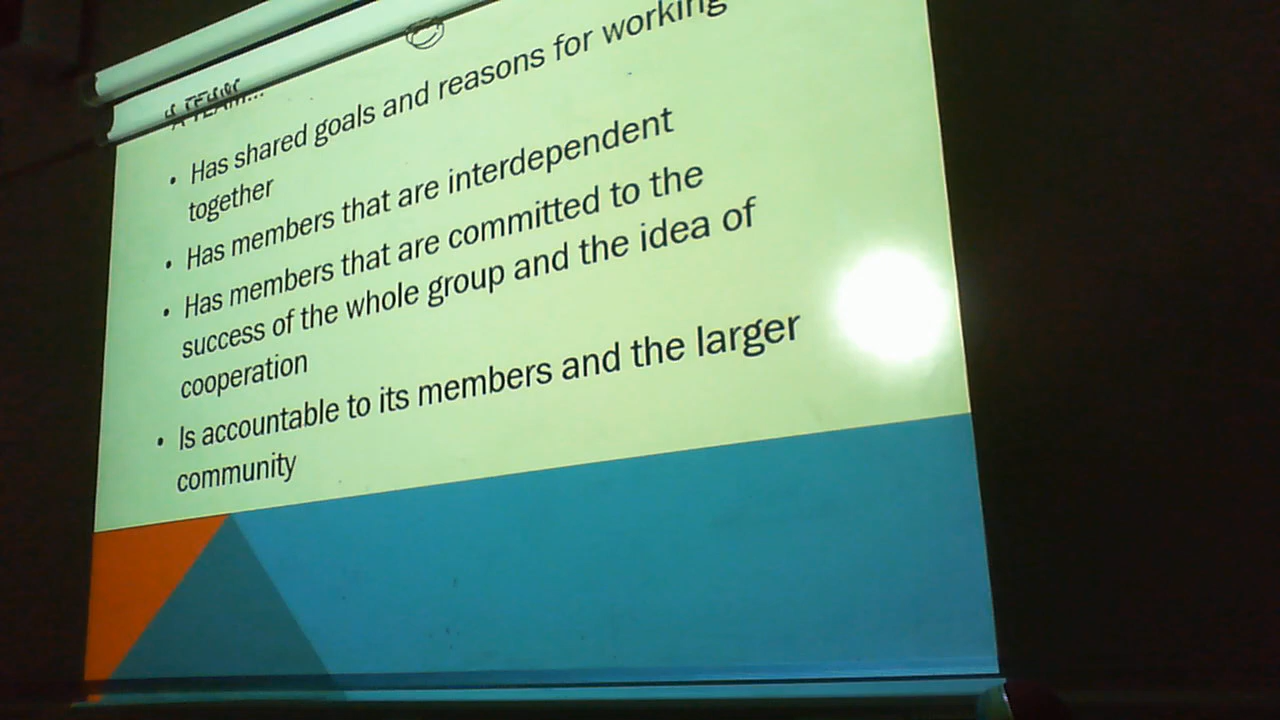 A TEAM...
• Has shared goals and reasons for working
together
• Has members that are interdependent
• Has members that are committed to the
success of the whole group and the idea of
cooperation
• Is accountable to its members and the larger
community